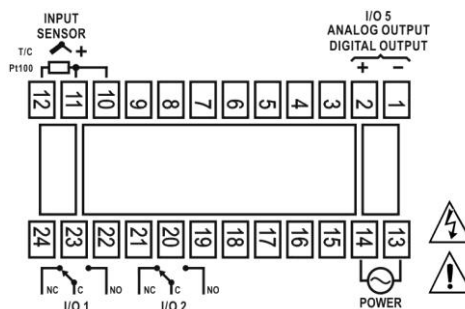 INPUT
SENSOR
T/C +
Pt100
I/O 5
ANALOG OUTPUT
DIGITAL OUTPUT
+ −
12 11 10 9 8 7 6 5 4 3 2 1
24 23 22 21 20 19 18 17 16 15 14 13
NC C NO NC C NO
I/O 1 I/O 2 POWER